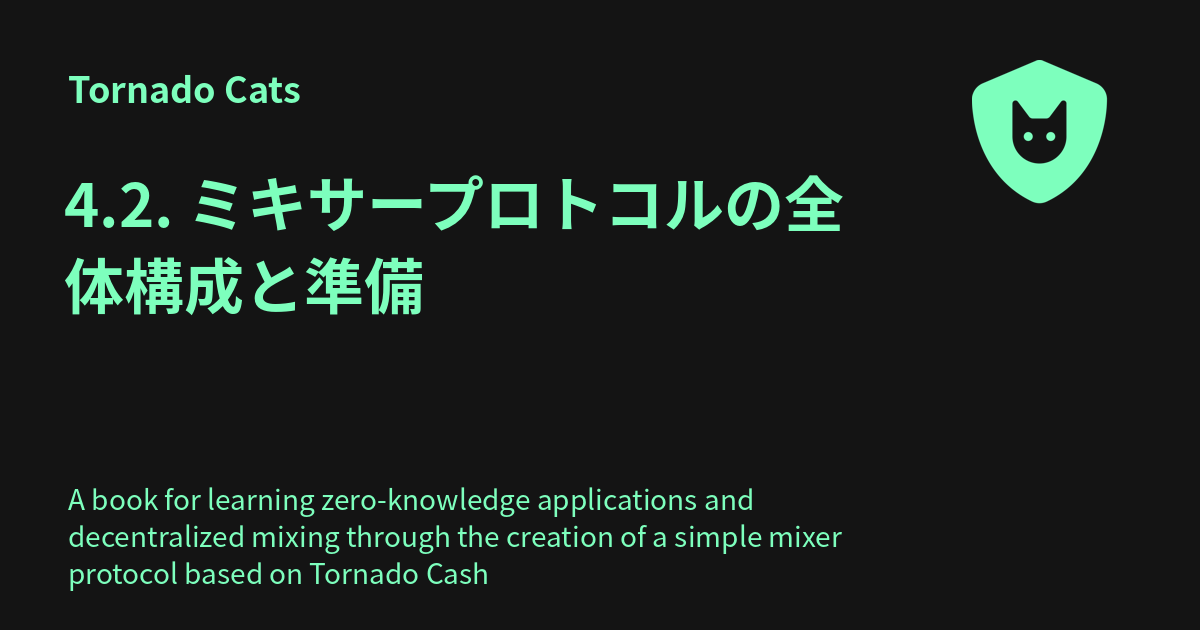 Tornado Cats
4.2. ミキサープロトコルの全
体構成と準備
A book for learning zero-knowledge applications and
decentralized mixing through the creation of a simple mixer
protocol based on Tornado Cash